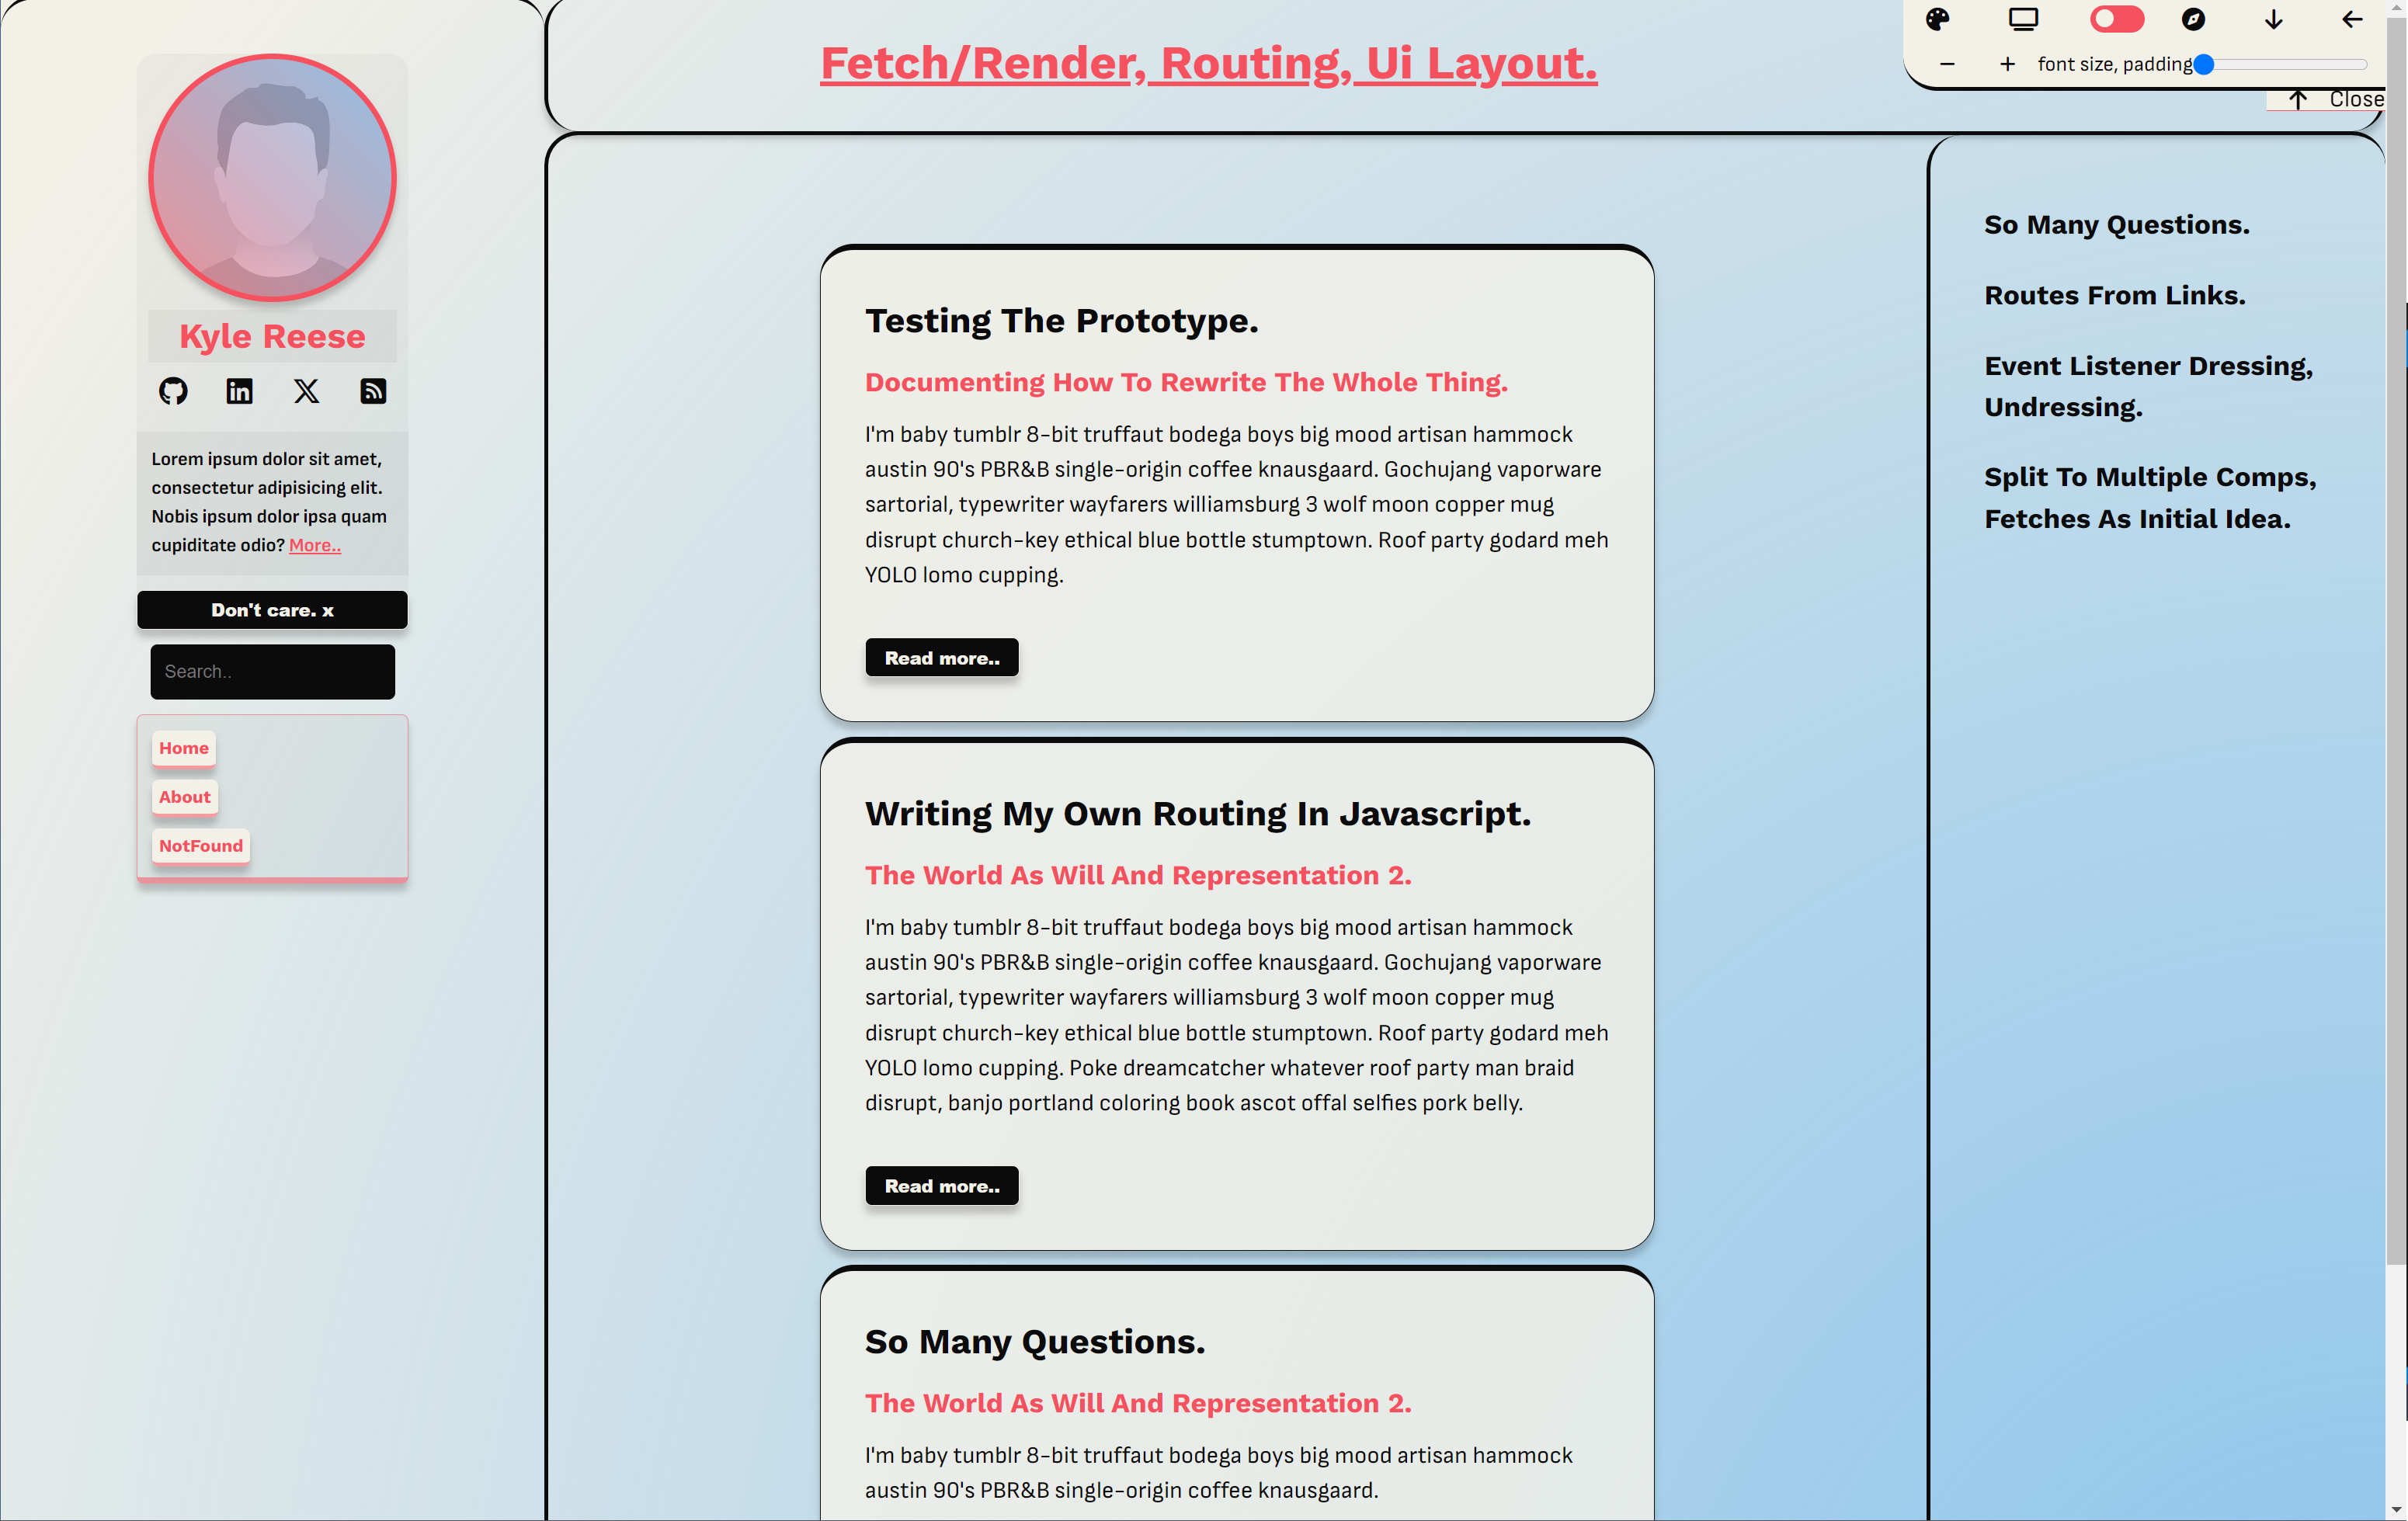 Fetch/Render, Routing, Ui Layout.
font size, padding
Close
Kyle Reese
Lorem ipsum dolor sit amet,
consectetur adipisicing elit.
Nobis ipsum dolor ipsa quam
cupiditate odio? More..
Don't care. x
Search..
Home
About
NotFound
Testing The Prototype.
Documenting How To Rewrite The Whole Thing.
I'm baby tumblr 8-bit truffaut bodega boys big mood artisan hammock
austin 90's PBR&B single-origin coffee knausgaard. Gochujang vaporware
sartorial, typewriter wayfarers williamsburg 3 wolf moon copper mug
disrupt church-key ethical blue bottle stumptown. Roof party godard meh
YOLO lomo cupping.
Read more..
Writing My Own Routing In Javascript.
The World As Will And Representation 2.
I'm baby tumblr 8-bit truffaut bodega boys big mood artisan hammock
austin 90's PBR&B single-origin coffee knausgaard. Gochujang vaporware
sartorial, typewriter wayfarers williamsburg 3 wolf moon copper mug
disrupt church-key ethical blue bottle stumptown. Roof party godard meh
YOLO lomo cupping. Poke dreamcatcher whatever roof party man braid
disrupt, banjo portland coloring book ascot offal selfies pork belly.
Read more..
So Many Questions.
The World As Will And Representation 2.
I'm baby tumblr 8-bit truffaut bodega boys big mood artisan hammock
austin 90's PBR&B single-origin coffee knausgaard.
So Many Questions.
Routes From Links.
Event Listener Dressing,
Undressing.
Split To Multiple Comps,
Fetches As Initial Idea.